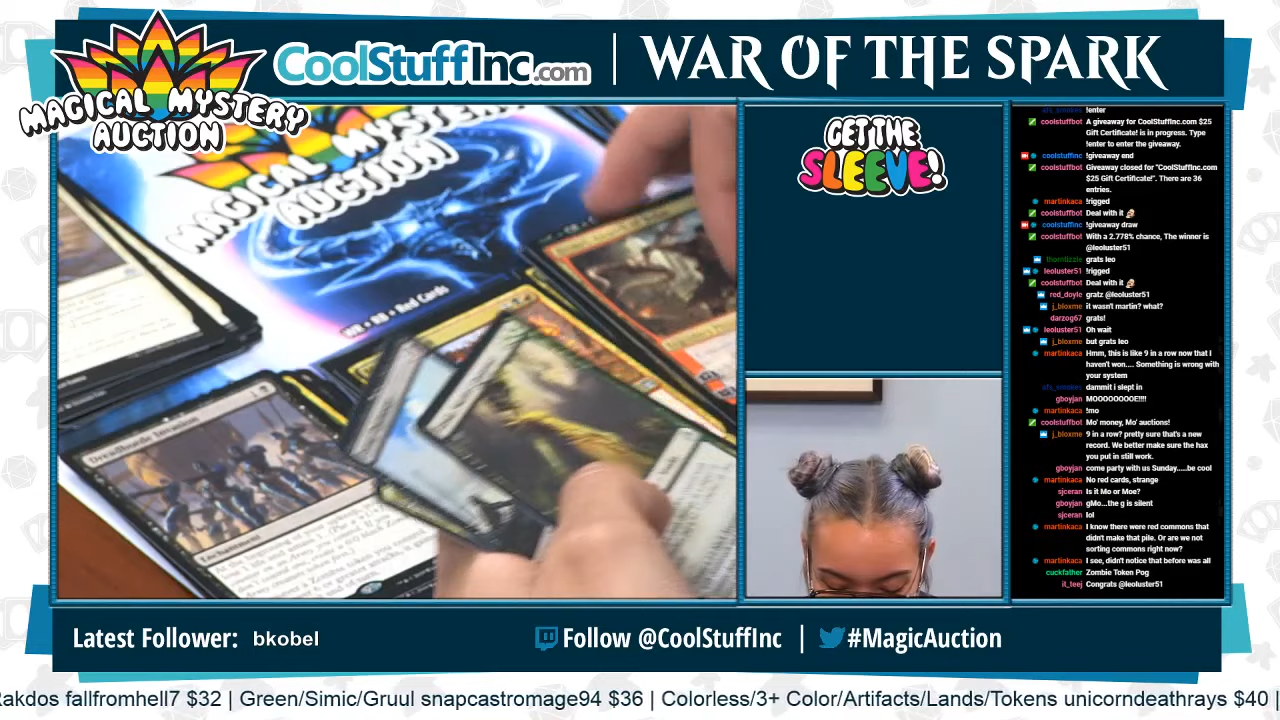 MAGICAL MYSTERY
AUCTION
CoolStuffInc.com
WAR OF THE SPARK
MAGICAL MYSTERY
AUCTION
GET THE
SLEEVE!
!enter
coolstuffbot A giveaway for CoolStuffInc.com $25
Gift Certificate! is in progress. Type
!enter to enter the giveaway.
coolstuffinc !giveaway end
coolstuffbot Giveaway closed for "CoolStuffInc.com
$25 Gift Certificate!". There are 36
entries.
martinkaca !rigged
coolstuffbot Deal with it
coolstuffinc !giveaway draw
coolstuffbot With a 2.778% chance, The winner is
@leoluster51
thorntizzle grats leo
leoluster51 !rigged
coolstuffbot Deal with it
red_doyle gratz @leoluster51
j_bloxme it wasn't martin? what?
darzog67 grats!
leoluster51 Oh wait
j_bloxme but grats leo
martinkaca Hmm, this is like 9 in a row now that I
haven't won.... Something is wrong with
your system
dammit i slept in
gboyjan MOOOOOOOOE!!!!
martinkaca !mo
coolstuffbot Mo' money, Mo' auctions!
j_bloxme 9 in a row? pretty sure that's a new
record. We better make sure the hax
you put in still work.
gboyjan come party with us Sunday.....be cool
martinkaca No red cards, strange
sjceran Is it Mo or Moe?
gboyjan gMo...the g is silent
sjceran lol
martinkaca I know there were red commons that
didn't make that pile. Or are we not
sorting commons right now?
martinkaca I see, didn't notice that before was all
cuckfather Zombie Token Pog
it_teej Congrats @leoluster51
Latest Follower: bkobel
Follow @CoolStuffInc | #MagicAuction
Rakdos fallfromhell7 $32 | Green/Simic/Gruul snapcastromage94 $36 | Colorless/3+ Color/Artifacts/Lands/Tokens unicorndeathrays $40 |